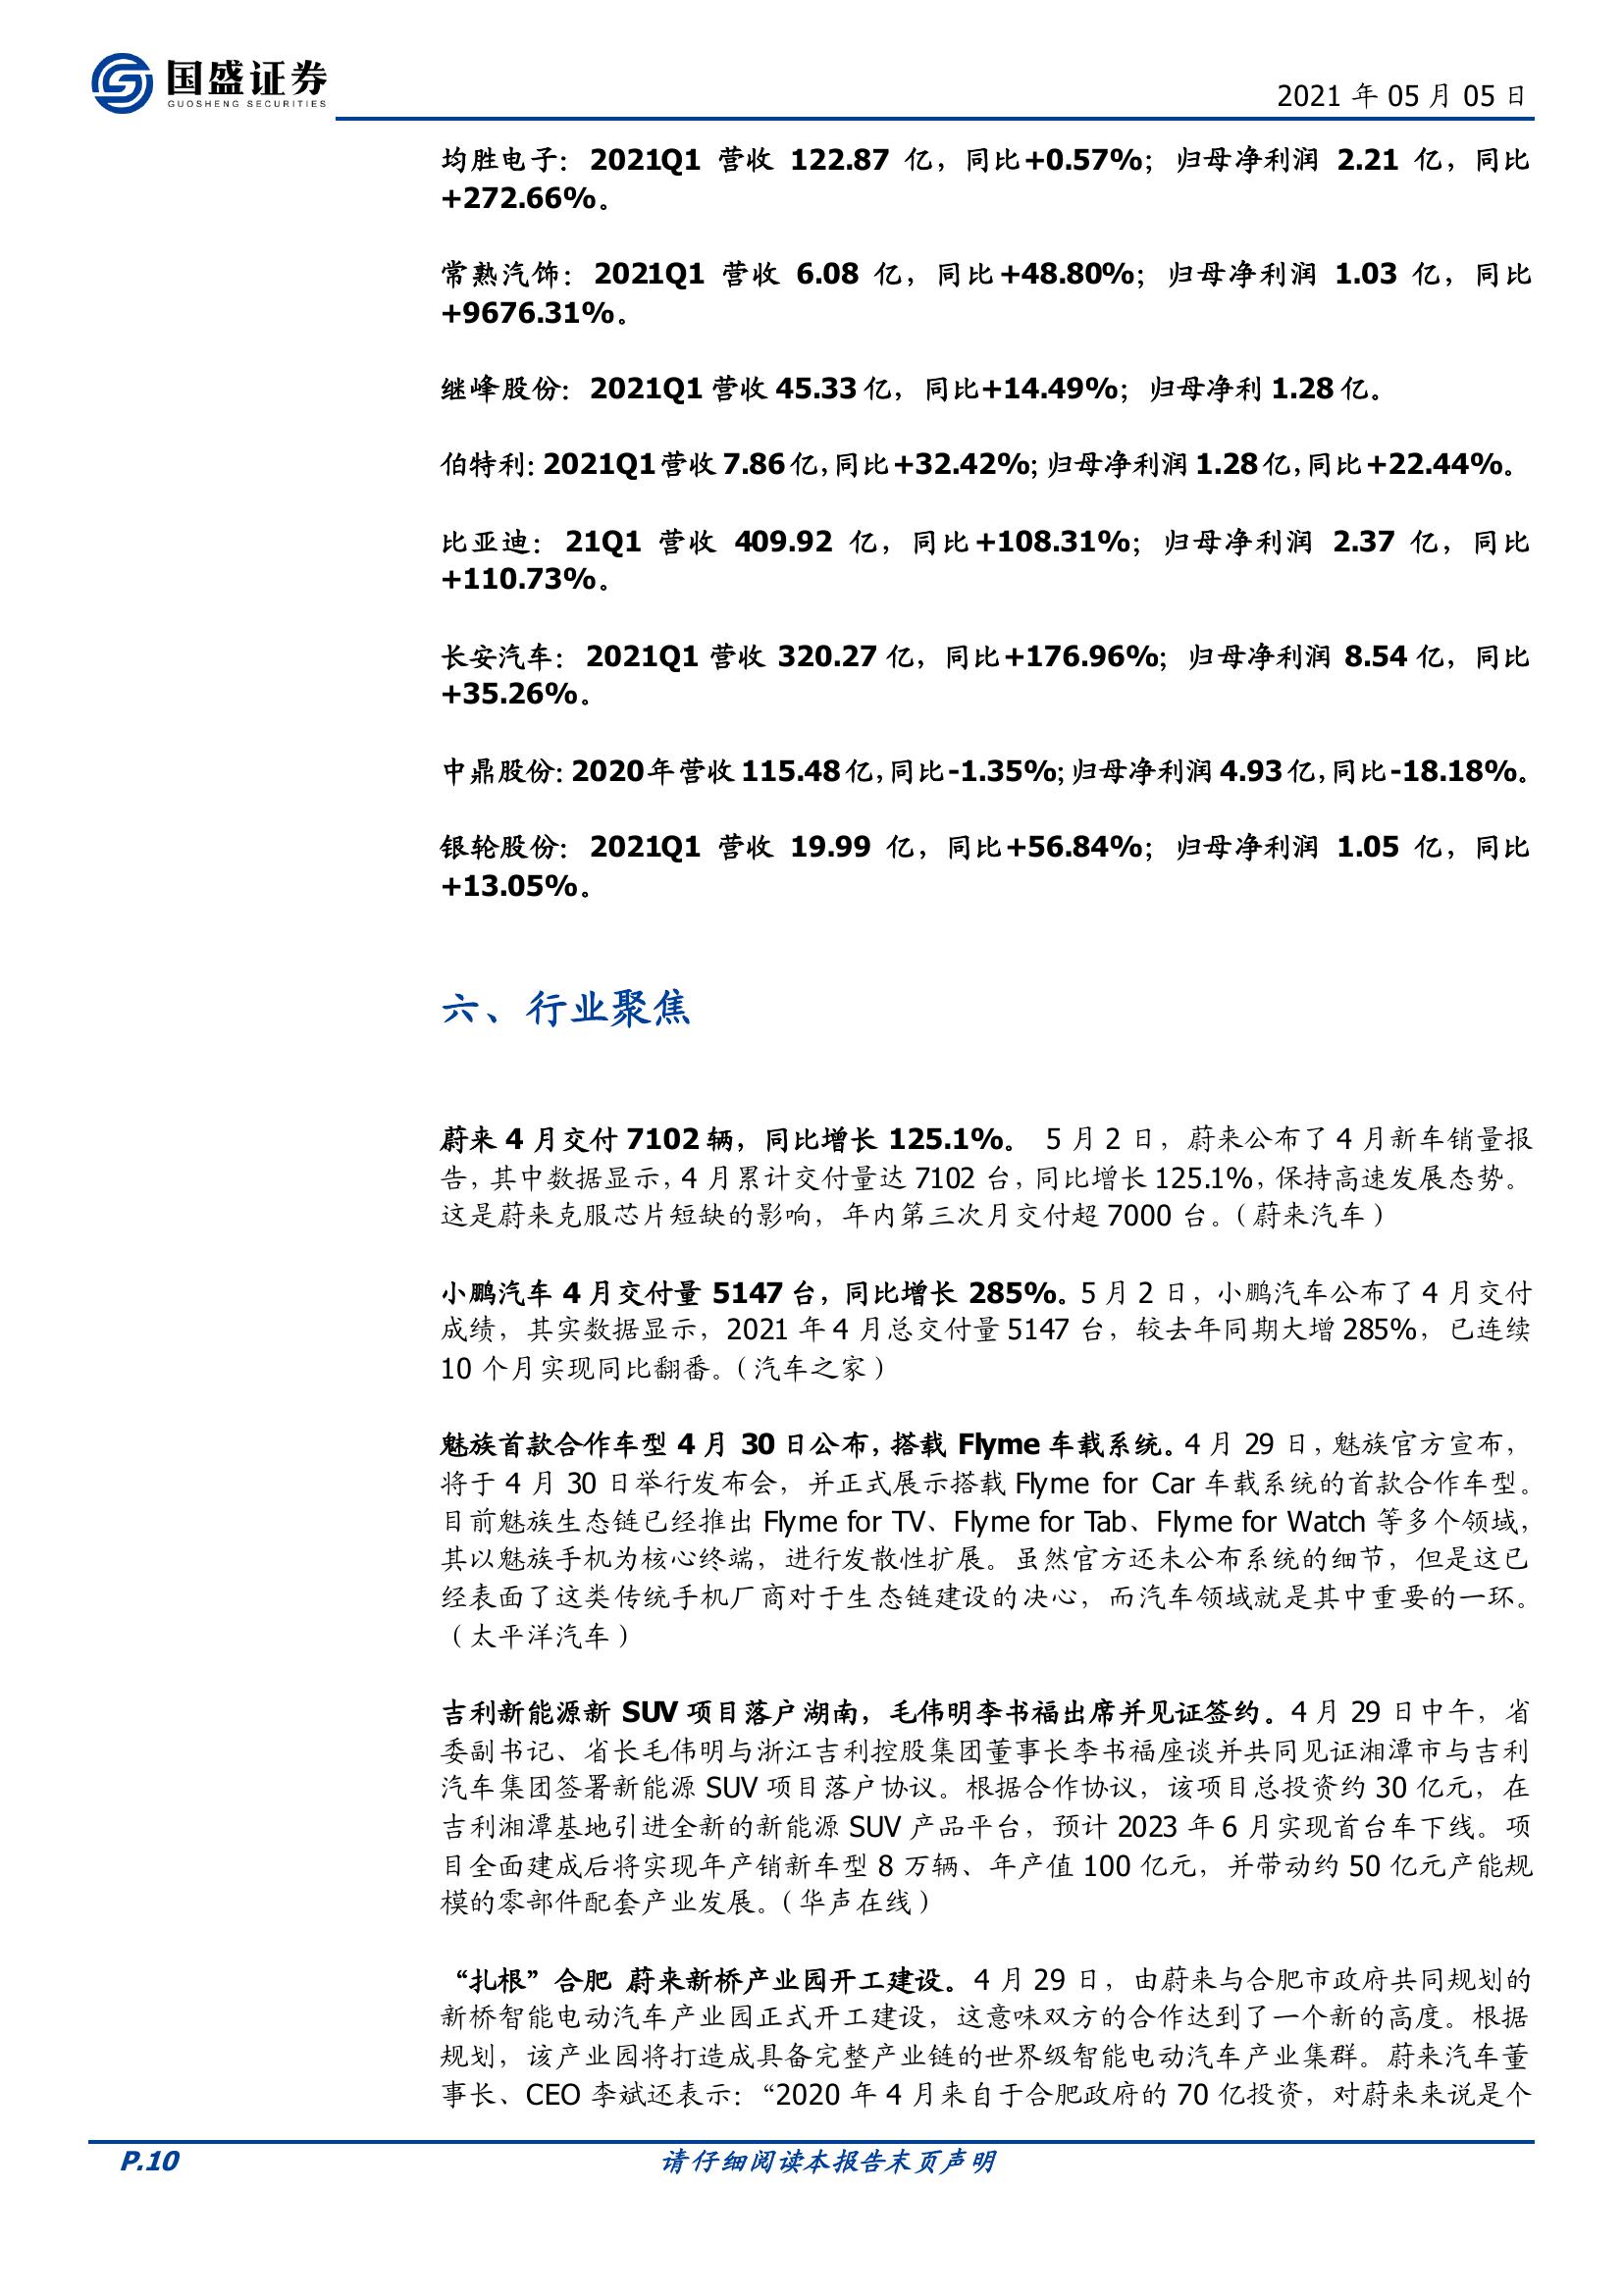 国盛证券
GUOSHENG SECURITIES
2021 年 05 月 05 日
均胜电子：2021Q1 营收 122.87 亿，同比+0.57%；归母净利润 2.21 亿，同比
+272.66%。
常熟汽饰：2021Q1 营收 6.08 亿，同比+48.80%；归母净利润 1.03 亿，同比
+9676.31%。
继峰股份：2021Q1 营收 45.33 亿，同比+14.49%；归母净利 1.28 亿。
伯特利：2021Q1 营收 7.86 亿，同比+32.42%；归母净利润 1.28 亿，同比+22.44%。
比亚迪：21Q1 营收 409.92 亿，同比+108.31%；归母净利润 2.37 亿，同比
+110.73%。
长安汽车：2021Q1 营收 320.27 亿，同比+176.96%；归母净利润 8.54 亿，同比
+35.26%。
中鼎股份：2020 年营收 115.48 亿，同比-1.35%；归母净利润 4.93 亿，同比-18.18%。
银轮股份：2021Q1 营收 19.99 亿，同比+56.84%；归母净利润 1.05 亿，同比
+13.05%。
六、行业聚焦
蔚来 4 月交付 7102 辆，同比增长 125.1%。 5 月 2 日，蔚来公布了 4 月新车销量报
告，其中数据显示，4 月累计交付量达 7102 台，同比增长 125.1%，保持高速发展态势。
这是蔚来克服芯片短缺的影响，年内第三次月交付超 7000 台。（蔚来汽车）
小鹏汽车 4 月交付量 5147 台，同比增长 285%。5 月 2 日，小鹏汽车公布了 4 月交付
成绩，其实数据显示，2021 年 4 月总交付量 5147 台，较去年同期大增 285%，已连续
10 个月实现同比翻番。（汽车之家）
魅族首款合作车型 4 月 30 日公布，搭载 Flyme 车载系统。4 月 29 日，魅族官方宣布，
将于 4 月 30 日举行发布会，并正式展示搭载 Flyme for Car 车载系统的首款合作车型。
目前魅族生态链已经推出 Flyme for TV、Flyme for Tab、Flyme for Watch 等多个领域，
其以魅族手机为核心终端，进行发散性扩展。虽然官方还未公布系统的细节，但是这已
经表面了这类传统手机厂商对于生态链建设的决心，而汽车领域就是其中重要的一环。
（太平洋汽车）
吉利新能源新 SUV 项目落户湖南，毛伟明李书福出席并见证签约。4 月 29 日中午，省
委副书记、省长毛伟明与浙江吉利控股集团董事长李书福座谈并共同见证湘潭市与吉利
汽车集团签署新能源 SUV 项目落户协议。根据合作协议，该项目总投资约 30 亿元，在
吉利湘潭基地引进全新的新能源 SUV 产品平台，预计 2023 年 6 月实现首台车下线。项
目全面建成后将实现年产销新车型 8 万辆、年产值 100 亿元，并带动约 50 亿元产能规
模的零部件配套产业发展。（华声在线）
“扎根”合肥 蔚来新桥产业园开工建设。4 月 29 日，由蔚来与合肥市政府共同规划的
新桥智能电动汽车产业园正式开工建设，这意味双方的合作达到了一个新的高度。根据
规划，该产业园将打造成具备完整产业链的世界级智能电动汽车产业集群。蔚来汽车董
事长、CEO 李斌还表示：“2020 年 4 月来自于合肥政府的 70 亿投资，对蔚来来说是个
P.10
请仔细阅读本报告末页声明